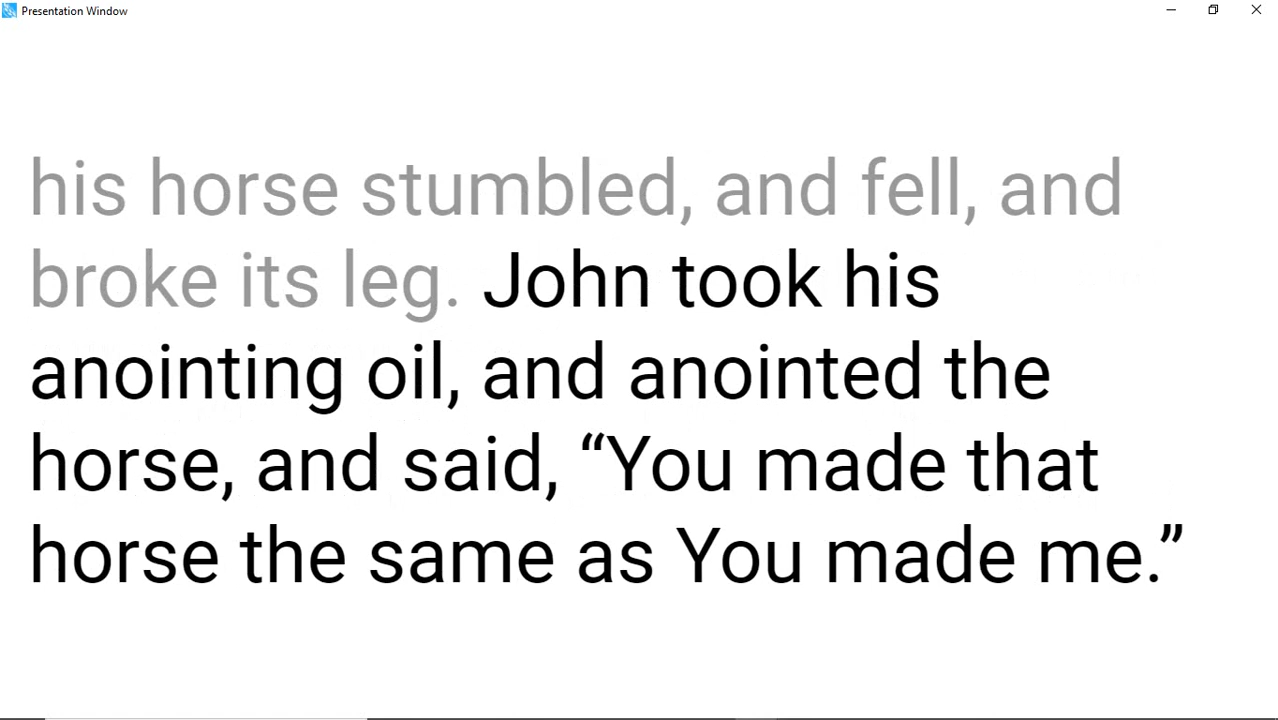 Presentation Window
his horse stumbled, and fell, and
broke its leg. John took his
anointing oil, and anointed the
horse, and said, “You made that
horse the same as You made me.”